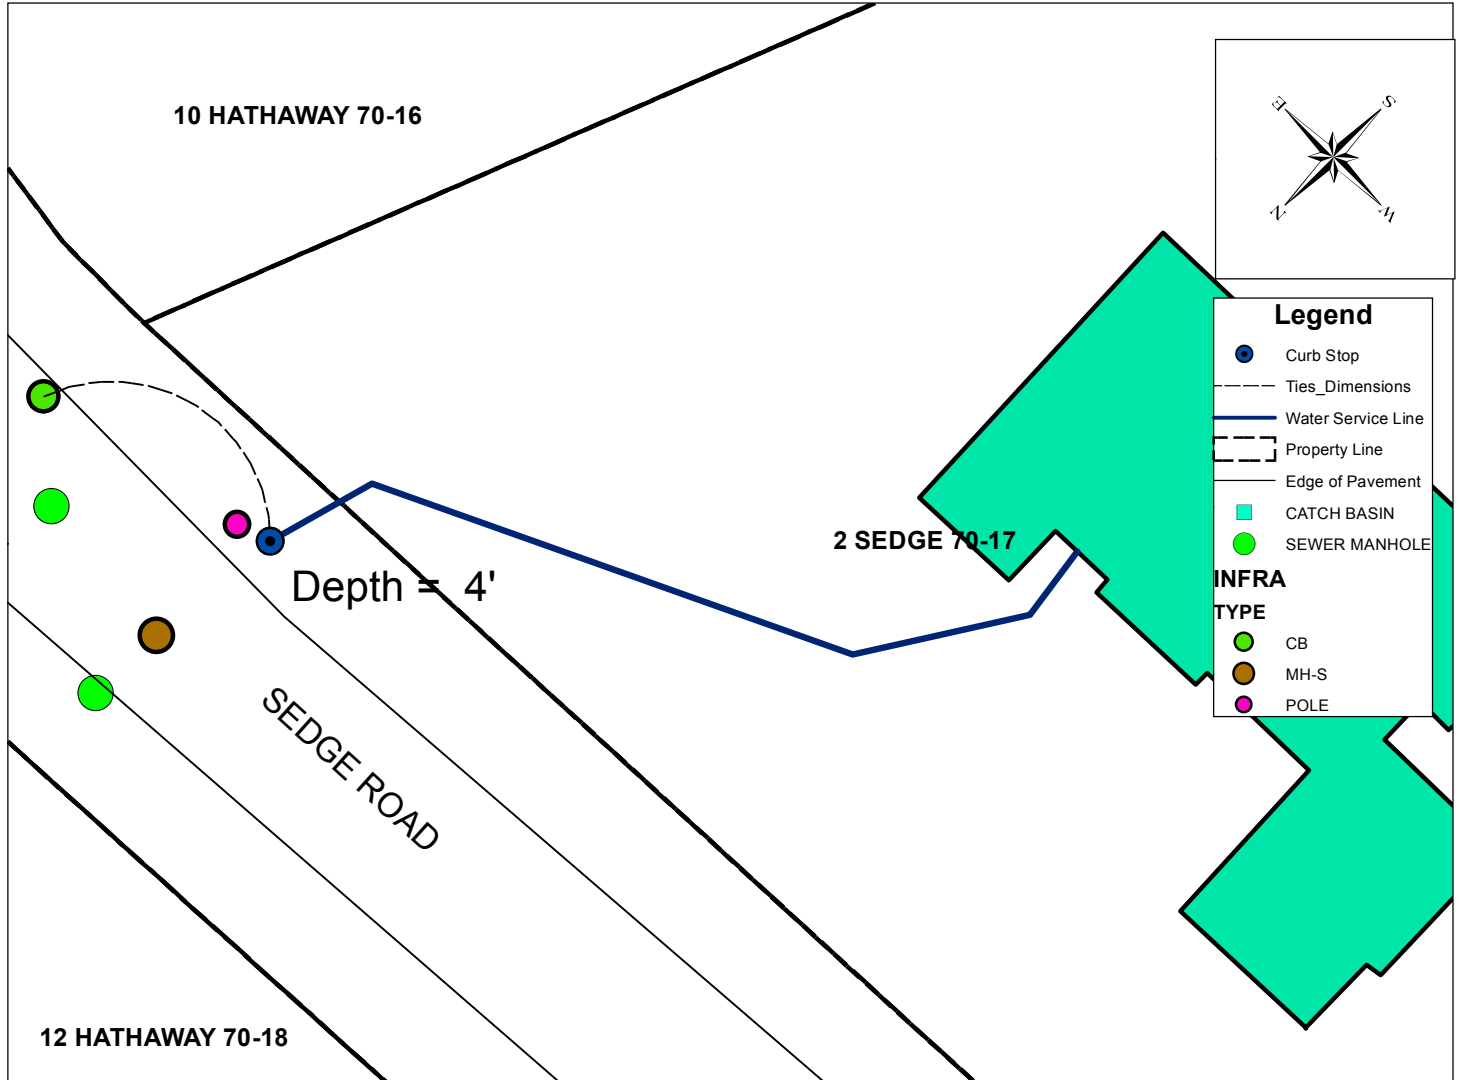 10 HATHAWAY 70-16
E
S
N
W
Legend
Curb Stop
Ties_Dimensions
Water Service Line
Property Line
Edge of Pavement
CATCH BASIN
SEWER MANHOLE
INFRA
TYPE
CB
MH-S
POLE
2 SEDGE 70-17
Depth = 4'
SEDGE ROAD
12 HATHAWAY 70-18